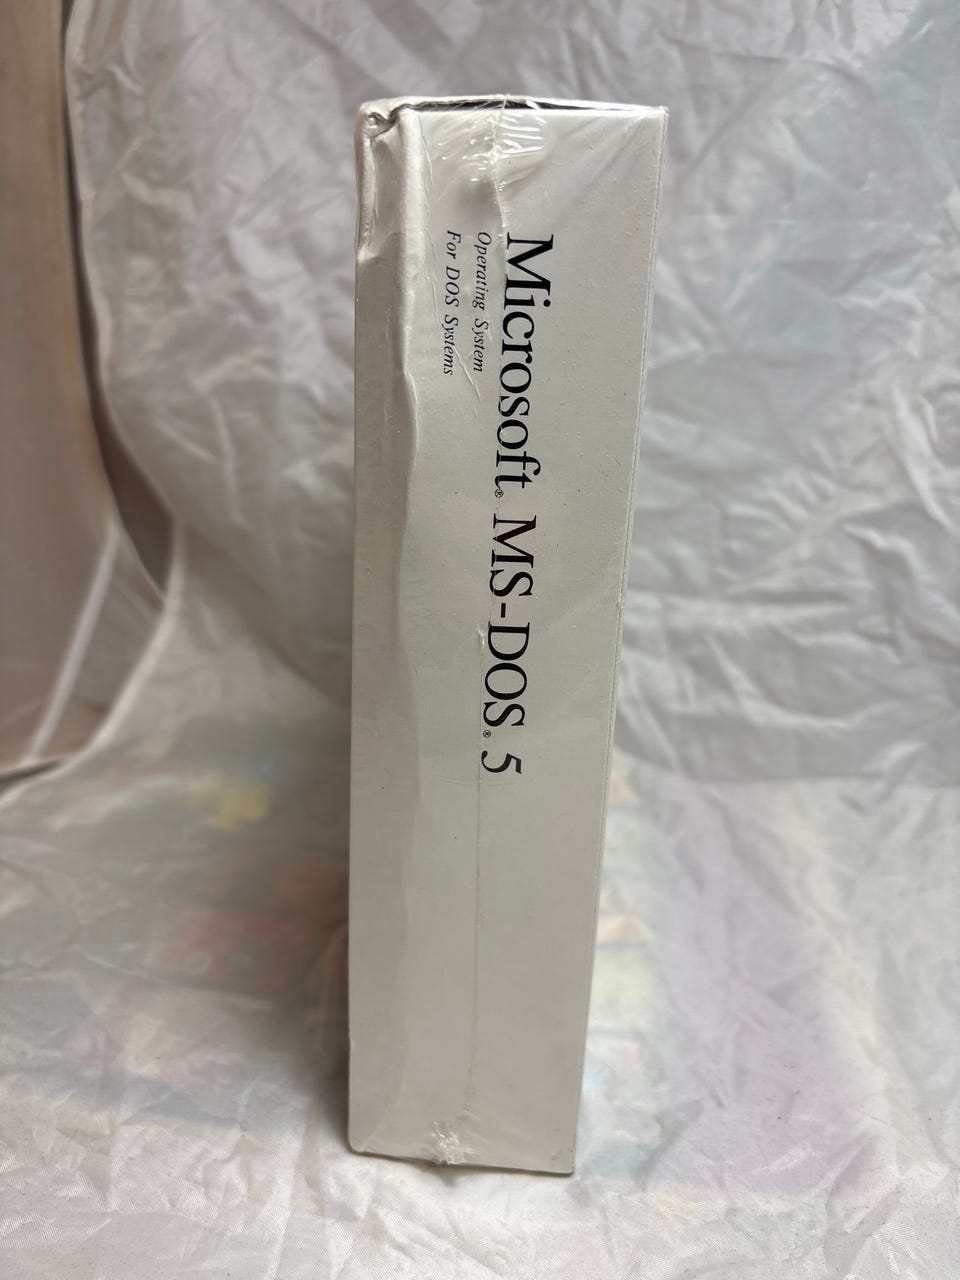 Microsoft® MS-DOS® 5
Operating System
For DOS Systems